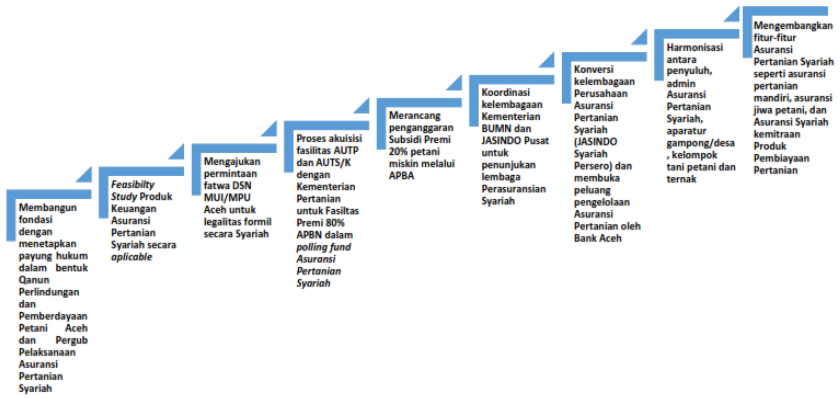 Membangun
fondasi
dengan
menetapkan
payung hukum
dalam bentuk
Qanun
Perlindungan
dan
Pemberdayaan
Petani Aceh
dan Pergub
Pelaksanaan
Asuransi
Pertanian
Syariah
Feasibilty
Study Produk
Keuangan
Asuransi
Pertanian
Syariah secara
aplicable
Mengajukan
permintaan
fatwa DSN
MUI/MPU
Aceh untuk
legalitas formil
secara Syariah
Proses akuisisi
fasilitas AUTP
dan AUTS/K
dengan
Kementerian
Pertanian
untuk Fasiltas
Premi 80%
APBN dalam
polling fund
Asuransi
Pertanian
Syariah
Merancang
penganggaran
Subsidi Premi
20% petani
miskin melalui
APBA
Koordinasi
kelembagaan
Kementerian
BUMN dan
JASINDO Pusat
untuk
penunjukan
lembaga
Perasuransian
Syariah
Konversi
kelembagaan
Perusahaan
Asuransi
Pertanian
Syariah
(JASINDO
Syariah
Persero) dan
membuka
peluang
pengelolaan
Asuransi
Pertanian oleh
Bank Aceh
Harmonisasi
antara
penyuluh,
admin
Asuransi
Pertanian
Syariah,
aparatur
gampong/desa
, kelompok
tani petani dan
ternak
Mengembangkan
fitur-fitur
Asuransi
Pertanian Syariah
seperti asuransi
pertanian
mandiri, asuransi
jiwa petani, dan
Asuransi Syariah
kemitraan
Produk
Pembiayaan
Pertanian